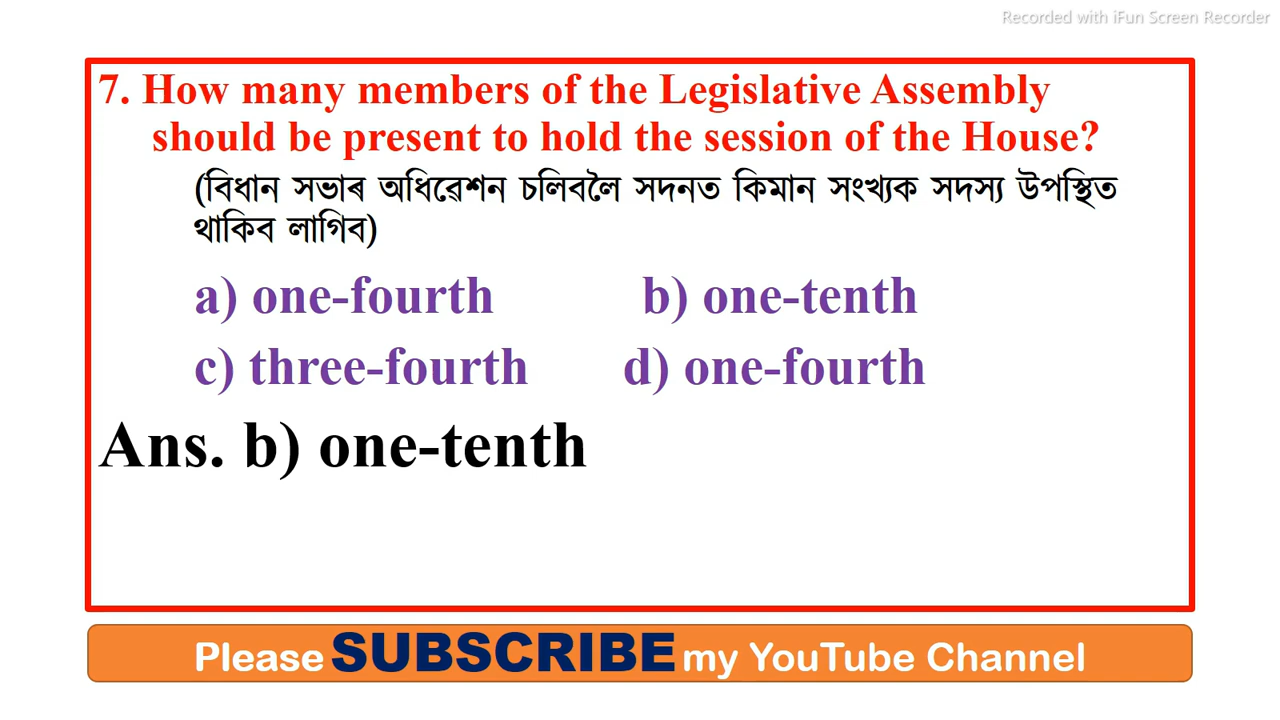 Recorded with iFun Screen Recorder
7. How many members of the Legislative Assembly
should be present to hold the session of the House?
(বিধান সভাৰ অধিৱেশন চলিবলৈ সদনত কিমান সংখ্যক সদস্য উপস্থিত
থাকিব লাগিব)
a) one-fourth b) one-tenth
c) three-fourth d) one-fourth
Ans. b) one-tenth
Please SUBSCRIBE my YouTube Channel